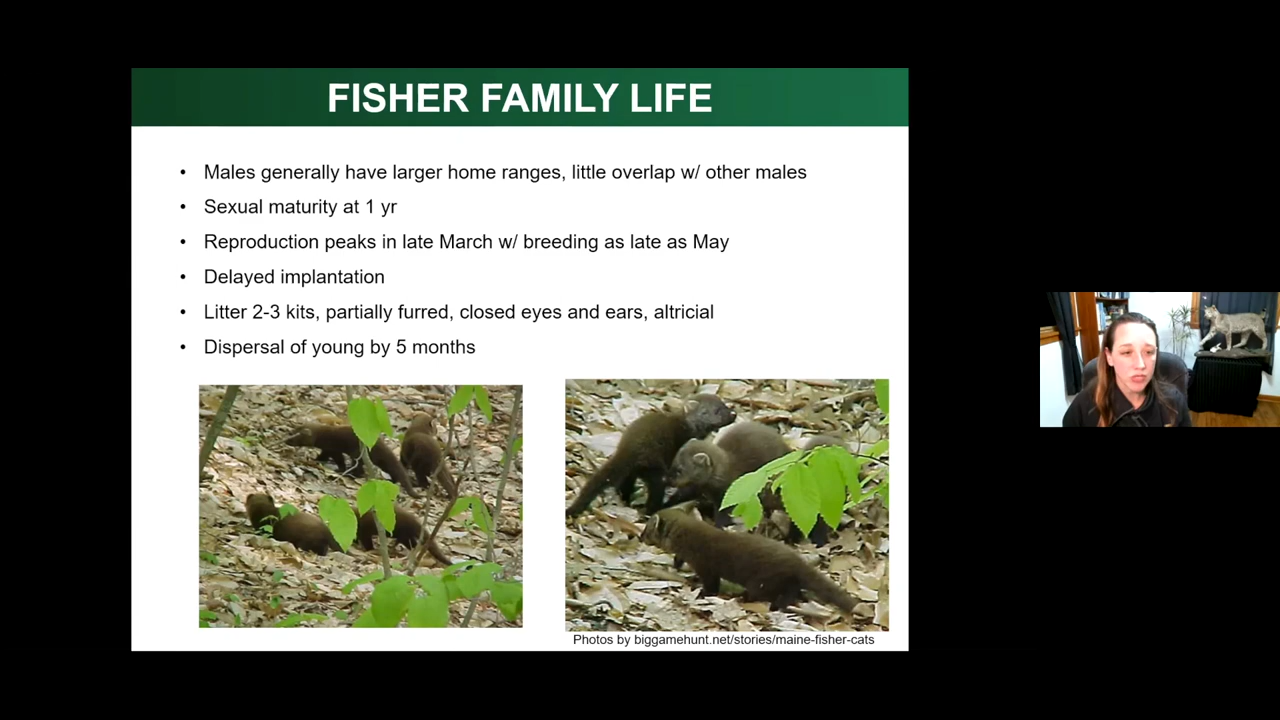 FISHER FAMILY LIFE
• Males generally have larger home ranges, little overlap w/ other males
• Sexual maturity at 1 yr
• Reproduction peaks in late March w/ breeding as late as May
• Delayed implantation
• Litter 2-3 kits, partially furred, closed eyes and ears, altricial
• Dispersal of young by 5 months
Photos by biggamehunt.net/stories/maine-fisher-cats